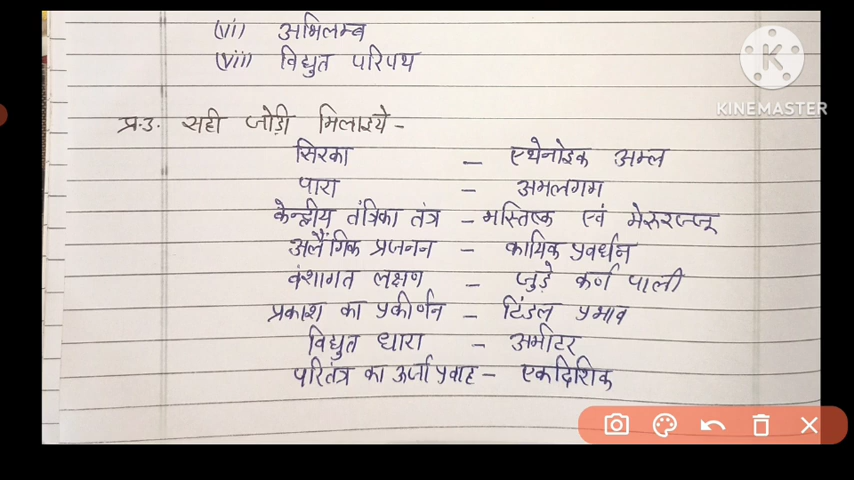 (vi) अभिलम्ब
(vii) विद्युत परिपथ
KINEMASTER
प्र.3. सही जोड़ी मिलाइये -
सिरका - एथेनोइक अम्ल
पारा - अमलगम
केन्द्रीय तंत्रिका तंत्र - मस्तिष्क एवं मेरूरज्जू
अलैंगिक प्रजनन - कायिक प्रवर्धन
वंशागत लक्षण - जुड़े कर्ण पाली
प्रकाश का प्रकीर्णन - टिंडल प्रभाव
विद्युत धारा - अमीटर
परितंत्र का ऊर्जा प्रवाह - एकदिशिक